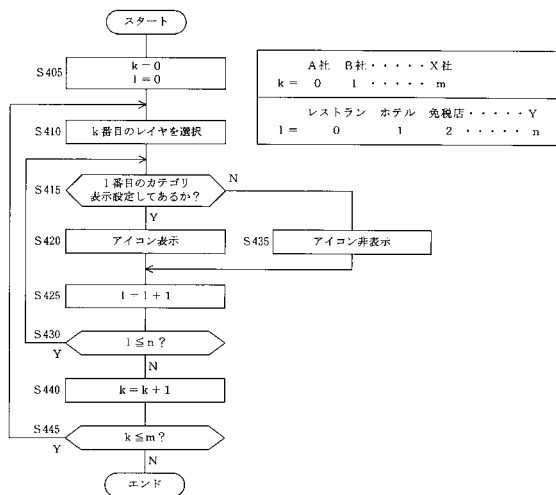 スタート
S405
k=0
l=0
A社 B社・・・・・X社
k= 0 1 ・・・・・ m
レストラン ホテル 免税店・・・・・Y
l= 0 1 2 ・・・・・ n
S410
k番目のレイヤを選択
S415
l番目のカテゴリ
表示設定してあるか?
N
Y
S420
アイコン表示
S435
アイコン非表示
S425
l=l+1
S430
l≦n?
Y
N
S440
k=k+1
S445
k≦m?
Y
N
エンド